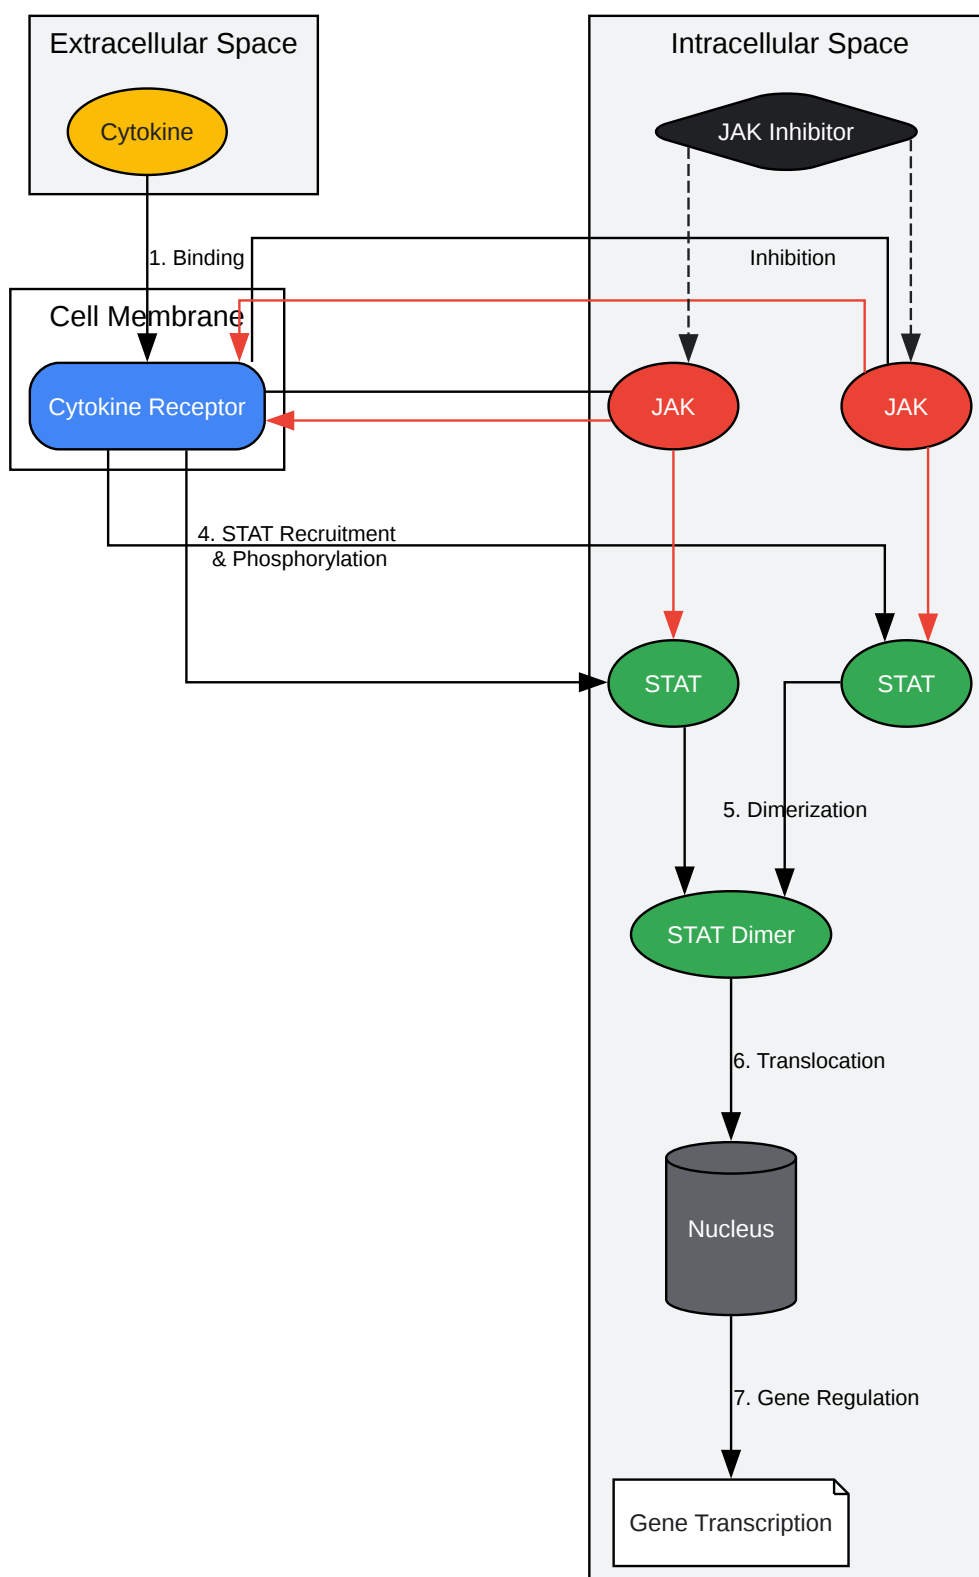 Extracellular Space
Intracellular Space
Cytokine
JAK Inhibitor
1. Binding
Inhibition
Cell Membrane
Cytokine Receptor
JAK
JAK
4. STAT Recruitment
& Phosphorylation
STAT
STAT
5. Dimerization
STAT Dimer
6. Translocation
Nucleus
7. Gene Regulation
Gene Transcription